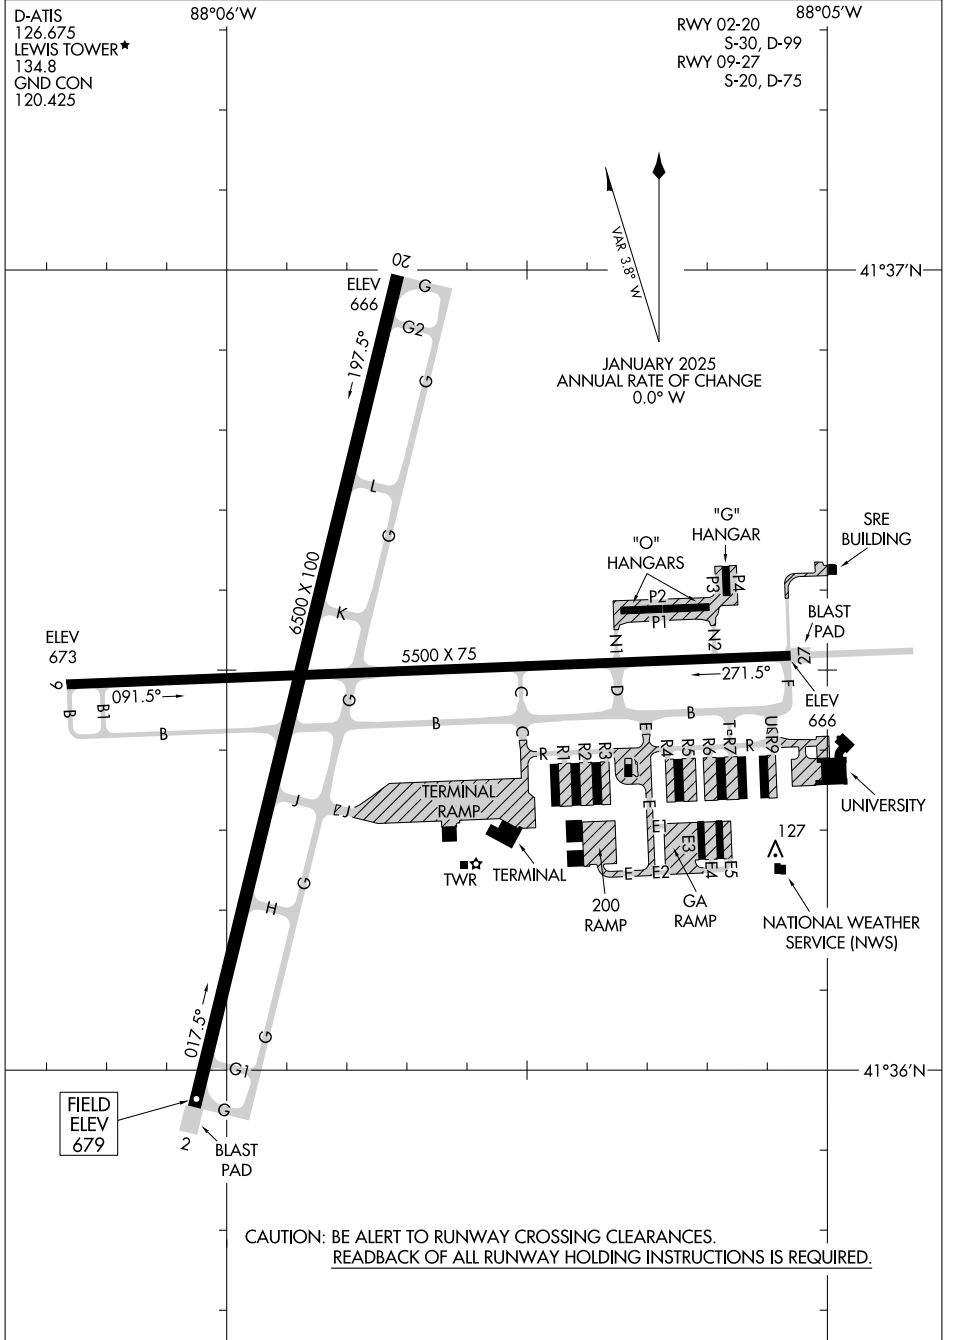 D-ATIS
126.675
LEWIS TOWER★
134.8
GND CON
120.425
88°06'W
88°05'W
RWY 02-20
S-30, D-99
RWY 09-27
S-20, D-75
VAR 3.8° W
JANUARY 2025
ANNUAL RATE OF CHANGE
0.0° W
41°37'N
20
ELEV
666
G
G2
197.5°
G
L
G
6500 X 100
K
"G"
HANGAR
"O"
HANGARS
SRE
BUILDING
P2
P3
P4
P1
N1
N2
BLAST
PAD
ELEV
673
9
5500 X 75
27
091.5°
271.5°
ELEV
666
B
B1
B
G
B
C
D
B
F
C
E
R
R1
R2
R3
R4
R5
R6
R7
R
R9
J
J
TERMINAL
RAMP
E
E1
E3
UNIVERSITY
127
TWR
TERMINAL
E
E2
E4
E5
200
RAMP
GA
RAMP
NATIONAL WEATHER
SERVICE (NWS)
G
H
017.5°
G
G1
G
41°36'N
FIELD
ELEV
679
2
BLAST
PAD
CAUTION: BE ALERT TO RUNWAY CROSSING CLEARANCES.
READBACK OF ALL RUNWAY HOLDING INSTRUCTIONS IS REQUIRED.